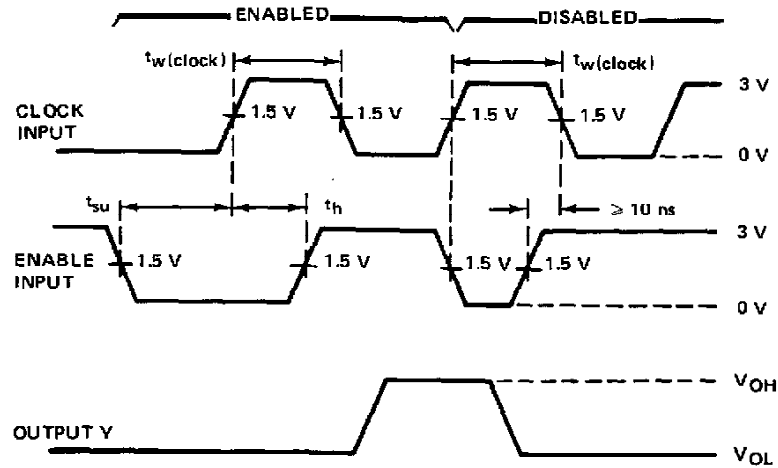 ENABLED DISABLED
tw(clock) tw(clock)
3 V
CLOCK INPUT
1.5 V 1.5 V 1.5 V 1.5 V
0 V
tsu th ≥ 10 ns
3 V
ENABLE INPUT
1.5 V 1.5 V 1.5 V 1.5 V
0 V
VOH
OUTPUT Y
VOL